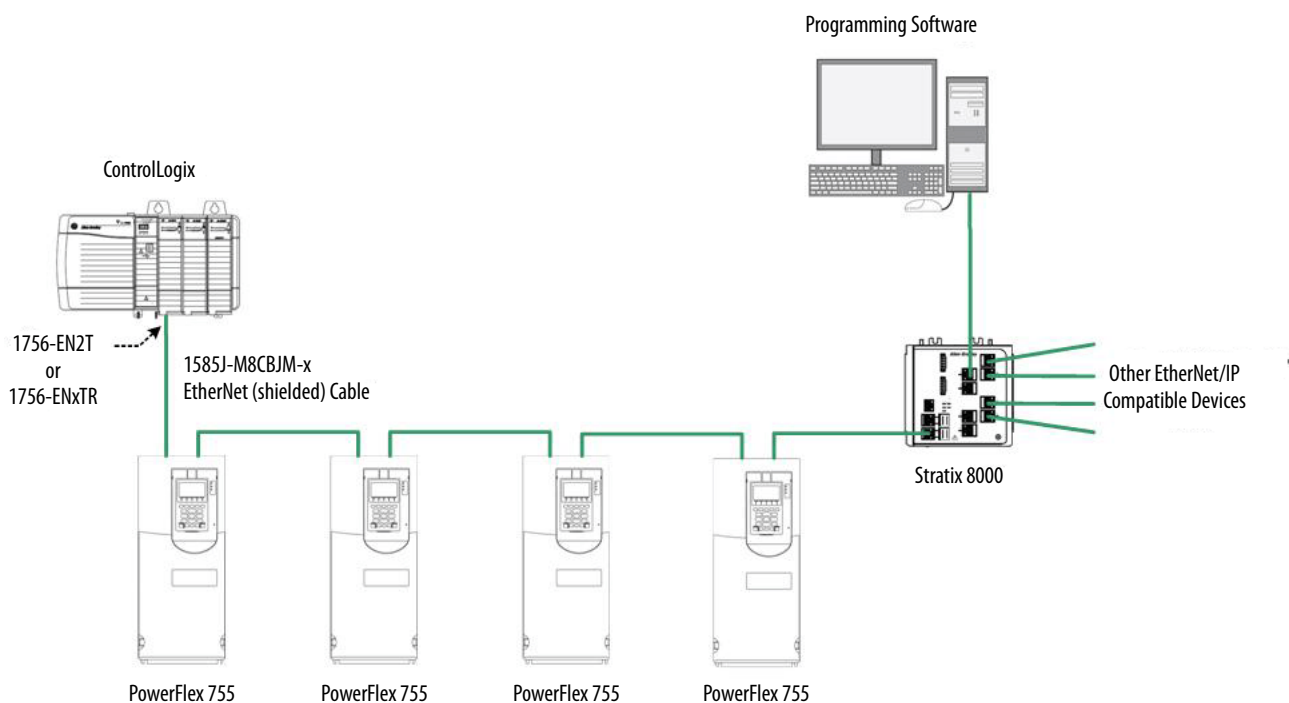 Programming Software
ControlLogix
1756-EN2T
or
1756-ENxTR
1585J-M8CBJM-x
EtherNet (shielded) Cable
Other EtherNet/IP
Compatible Devices
Stratix 8000
PowerFlex 755
PowerFlex 755
PowerFlex 755
PowerFlex 755